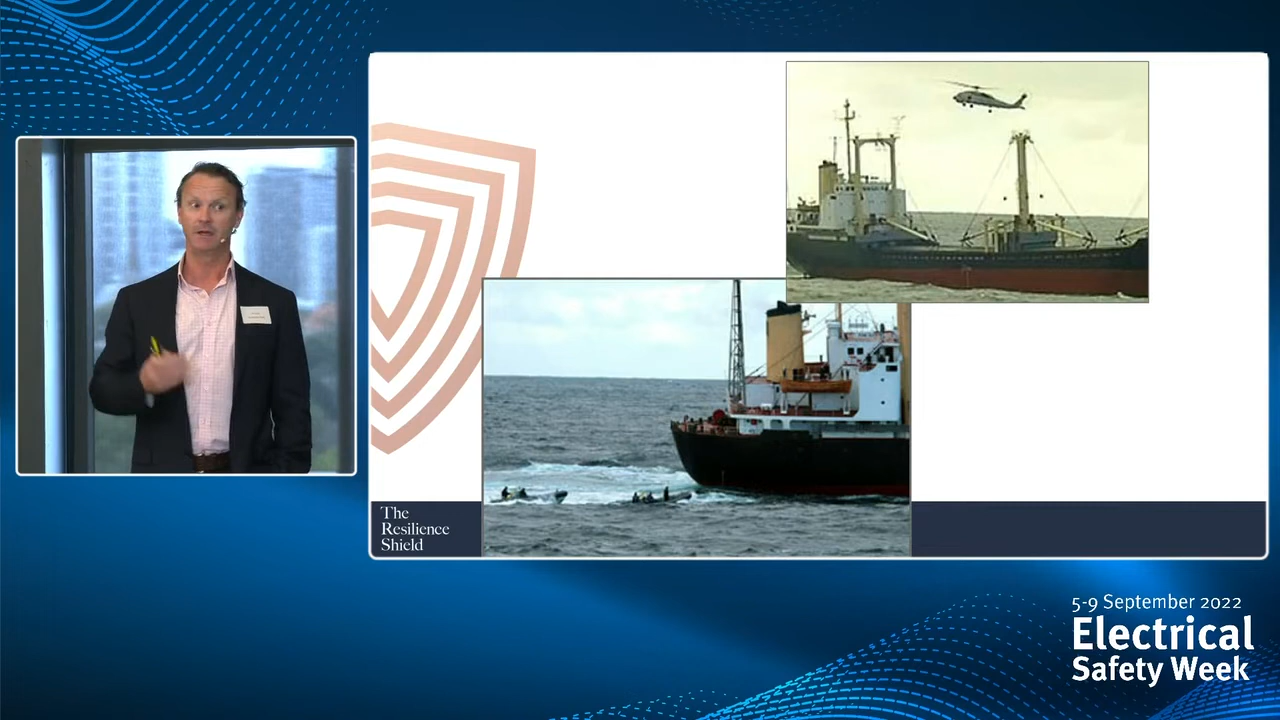 The
Resilience
Shield
5-9 September 2022
Electrical
Safety Week